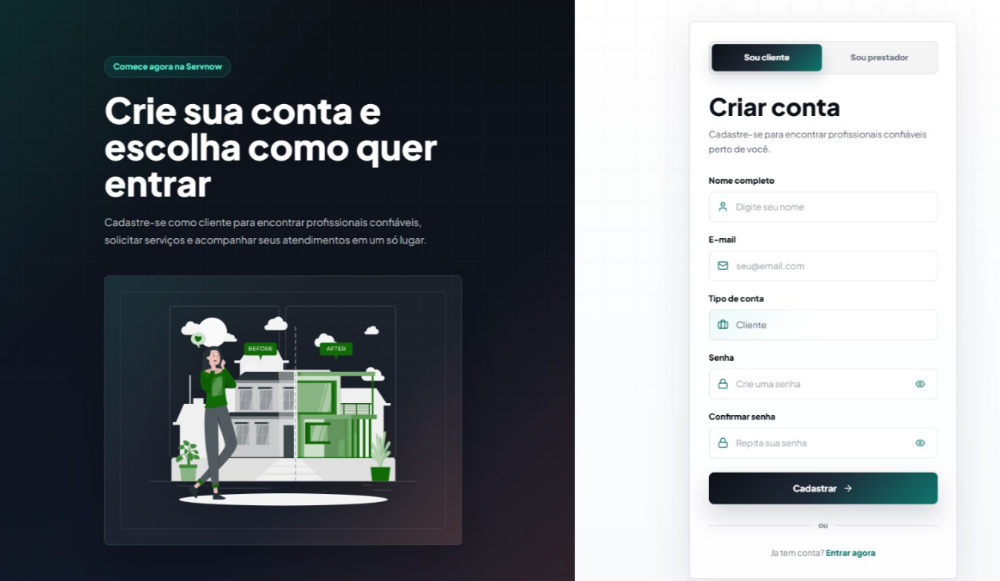 Comece agora na Servnow
Crie sua conta e
escolha como quer
entrar
Cadastre-se como cliente para encontrar profissionais confiáveis,
solicitar serviços e acompanhar seus atendimentos em um só lugar.
BEFORE
AFTER
Sou cliente
Sou prestador
Criar conta
Cadastre-se para encontrar profissionais confiáveis
perto de você.
Nome completo
Digite seu nome
E-mail
seu@email.com
Tipo de conta
Cliente
Senha
Crie uma senha
Confirmar senha
Repita sua senha
Cadastrar →
ou
Ja tem conta? Entrar agora